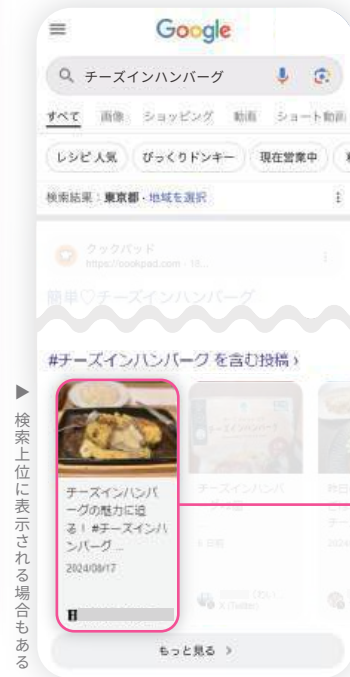 Google
チーズインハンバーグ
すべて 画像 ショッピング 動画 ショート動画
レシピ 人気 びっくりドンキー 現在営業中
検索結果：東京都・地域を選択
クックパッド
https://cookpad.com
簡単♡チーズインハンバーグ
#チーズインハンバーグ を含む投稿 ›
チーズインハンバ
ーグの魅力に迫
る！ #チーズインハ
ンバーグ ...
2024/08/17
チーズインハンバ
6 日前
X (Twitter)
昨日
2024
もっと見る ›
▶ 検索上位に表示される場合もある